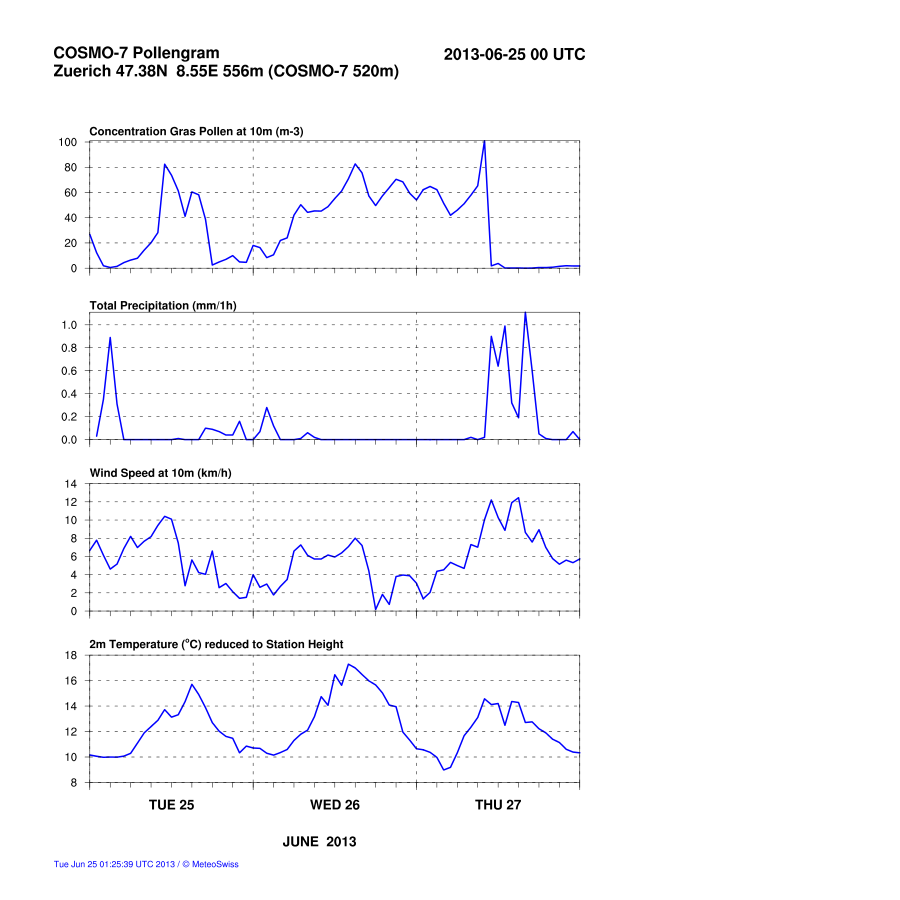 COSMO-7 Pollengram 2013-06-25 00 UTC
Zuerich 47.38N 8.55E 556m (COSMO-7 520m)
Concentration Gras Pollen at 10m (m-3)
100
80
60
40
20
0
Total Precipitation (mm/1h)
1.0
0.8
0.6
0.4
0.2
0.0
Wind Speed at 10m (km/h)
14
12
10
8
6
4
2
0
2m Temperature (°C) reduced to Station Height
18
16
14
12
10
8
TUE 25 WED 26 THU 27
JUNE 2013
Tue Jun 25 01:25:39 UTC 2013 / © MeteoSwiss